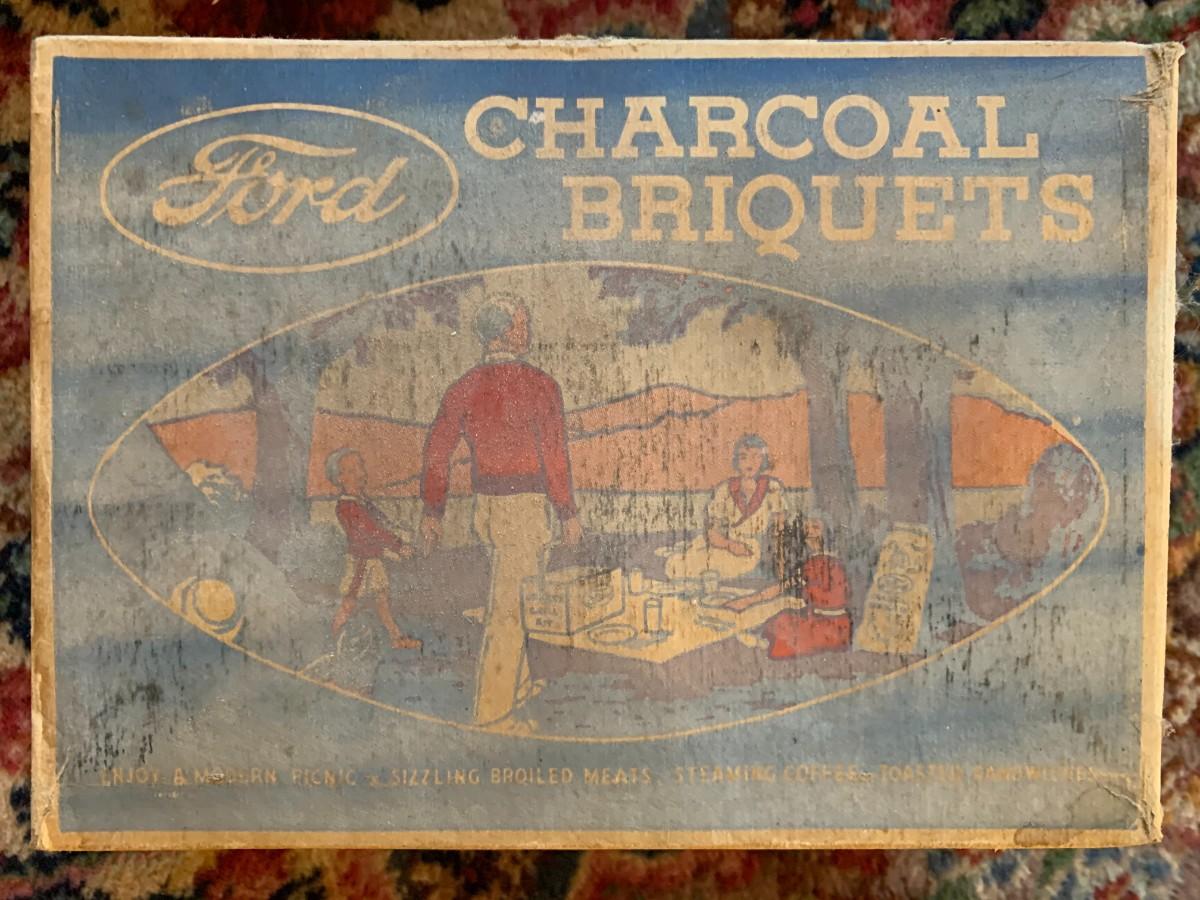 Ford
CHARCOAL
BRIQUETS
ENJOY A MODERN PICNIC SIZZLING BROILED MEATS, STEAMING COFFEE, TOASTED SANDWICHES